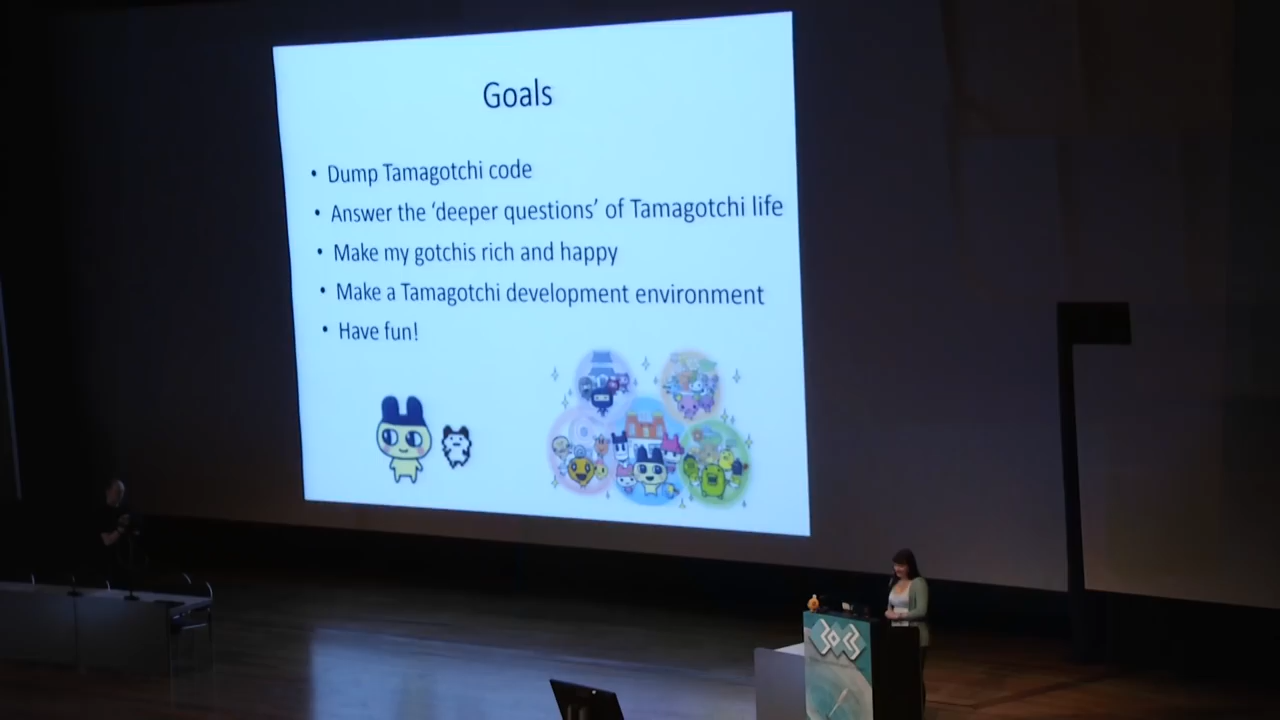 Goals
• Dump Tamagotchi code
• Answer the ‘deeper questions’ of Tamagotchi life
• Make my gotchis rich and happy
• Make a Tamagotchi development environment
• Have fun!
30C3